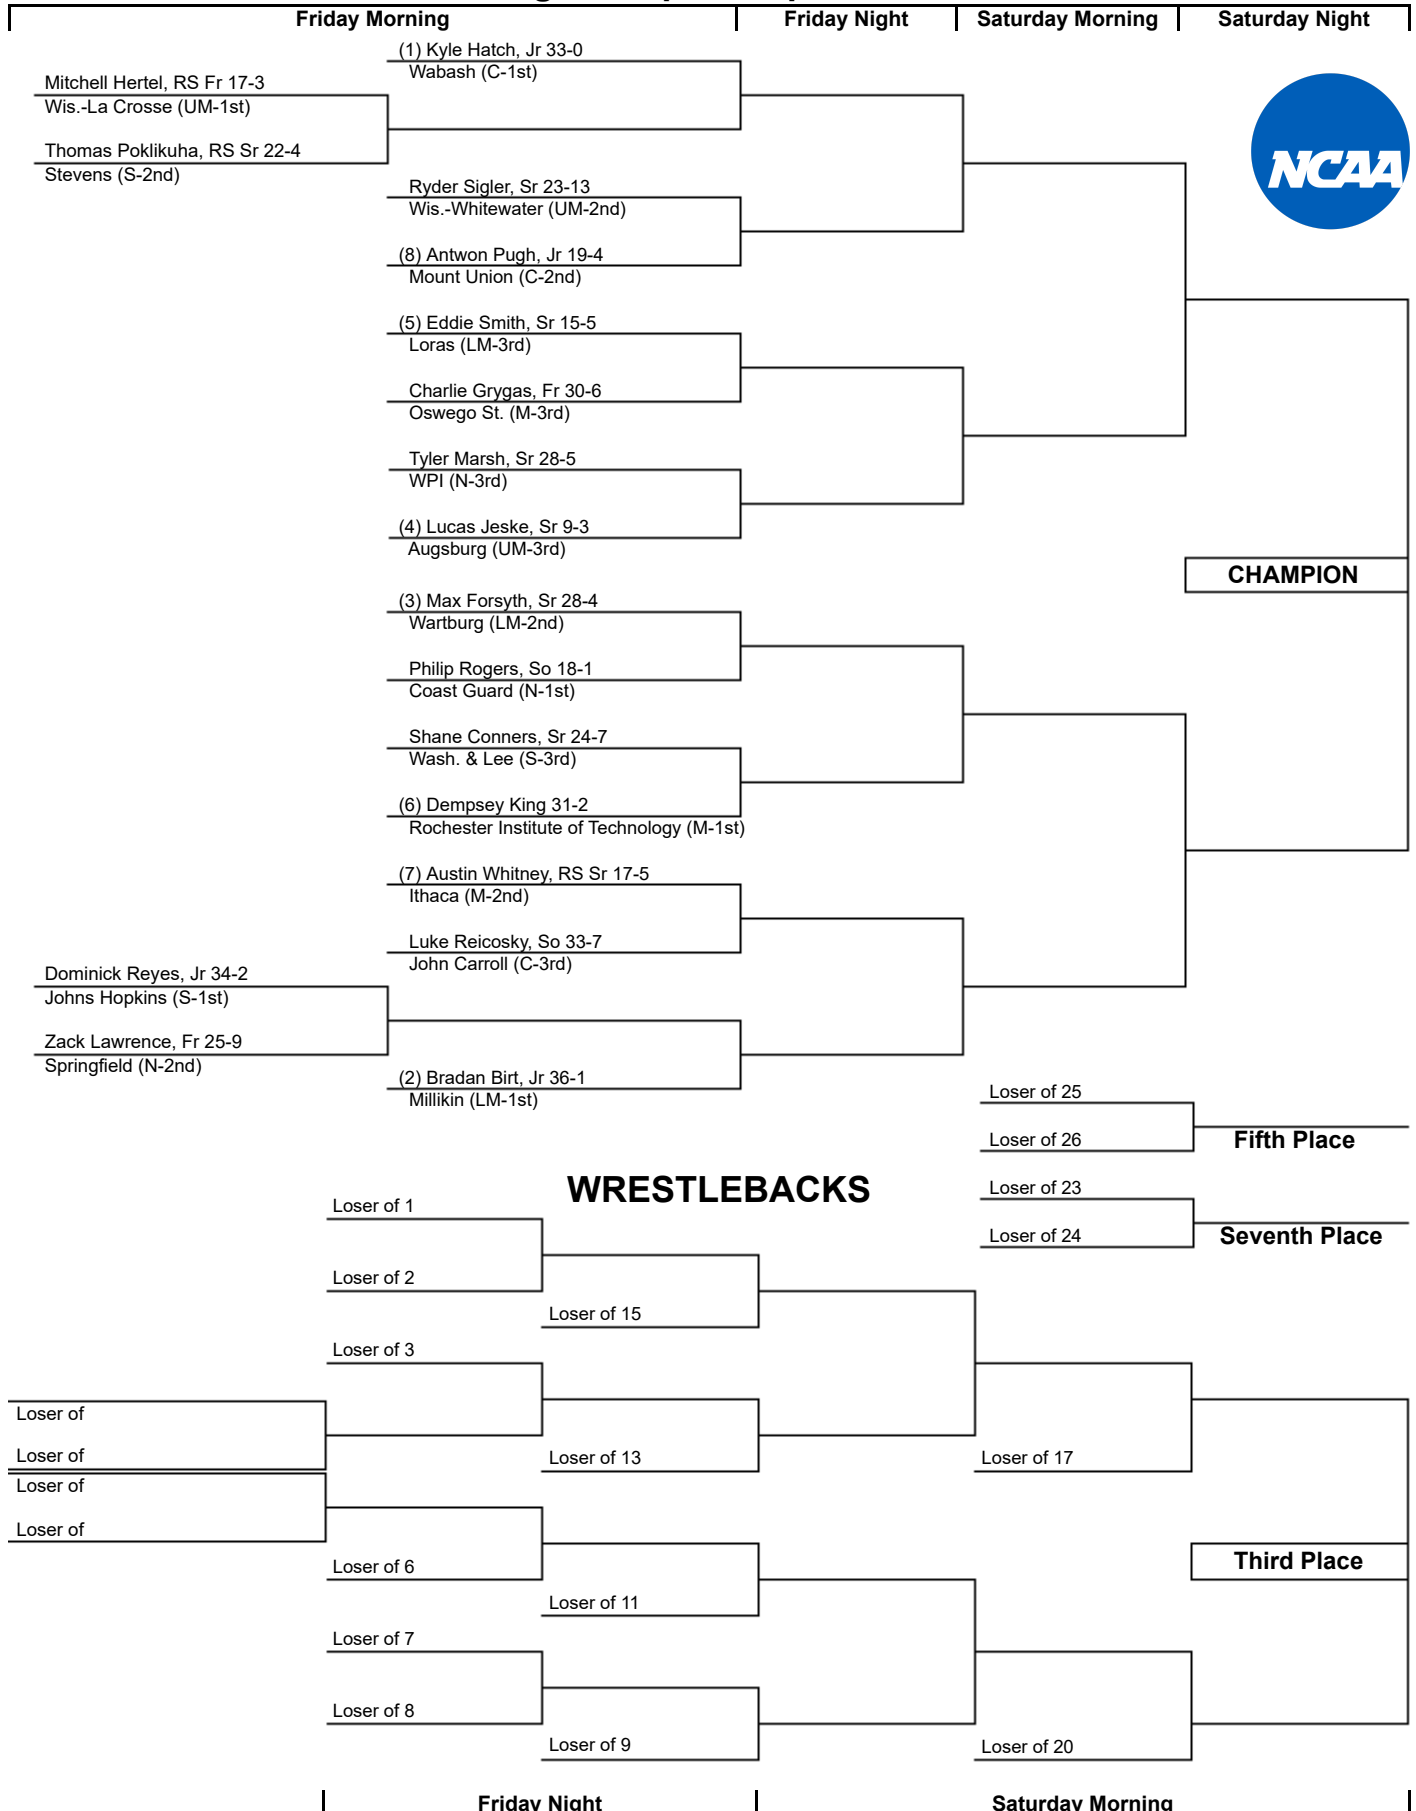 Friday Morning
Friday Night
Saturday Morning
Saturday Night
(1) Kyle Hatch, Jr 33-0
Wabash (C-1st)
Mitchell Hertel, RS Fr 17-3
Wis.-La Crosse (UM-1st)
Thomas Poklikuha, RS Sr 22-4
Stevens (S-2nd)
NCAA
Ryder Sigler, Sr 23-13
Wis.-Whitewater (UM-2nd)
(8) Antwon Pugh, Jr 19-4
Mount Union (C-2nd)
(5) Eddie Smith, Sr 15-5
Loras (LM-3rd)
Charlie Grygas, Fr 30-6
Oswego St. (M-3rd)
Tyler Marsh, Sr 28-5
WPI (N-3rd)
(4) Lucas Jeske, Sr 9-3
Augsburg (UM-3rd)
CHAMPION
(3) Max Forsyth, Sr 28-4
Wartburg (LM-2nd)
Philip Rogers, So 18-1
Coast Guard (N-1st)
Shane Conners, Sr 24-7
Wash. & Lee (S-3rd)
(6) Dempsey King 31-2
Rochester Institute of Technology (M-1st)
(7) Austin Whitney, RS Sr 17-5
Ithaca (M-2nd)
Luke Reicosky, So 33-7
John Carroll (C-3rd)
Dominick Reyes, Jr 34-2
Johns Hopkins (S-1st)
Zack Lawrence, Fr 25-9
Springfield (N-2nd)
(2) Bradan Birt, Jr 36-1
Millikin (LM-1st)
Loser of 25
Loser of 26
Fifth Place
WRESTLEBACKS
Loser of 23
Loser of 24
Seventh Place
Loser of 1
Loser of 2
Loser of 15
Loser of 3
Loser of
Loser of
Loser of 13
Loser of 17
Loser of
Loser of
Loser of 6
Loser of 11
Third Place
Loser of 7
Loser of 8
Loser of 9
Loser of 20
Friday Night
Saturday Morning